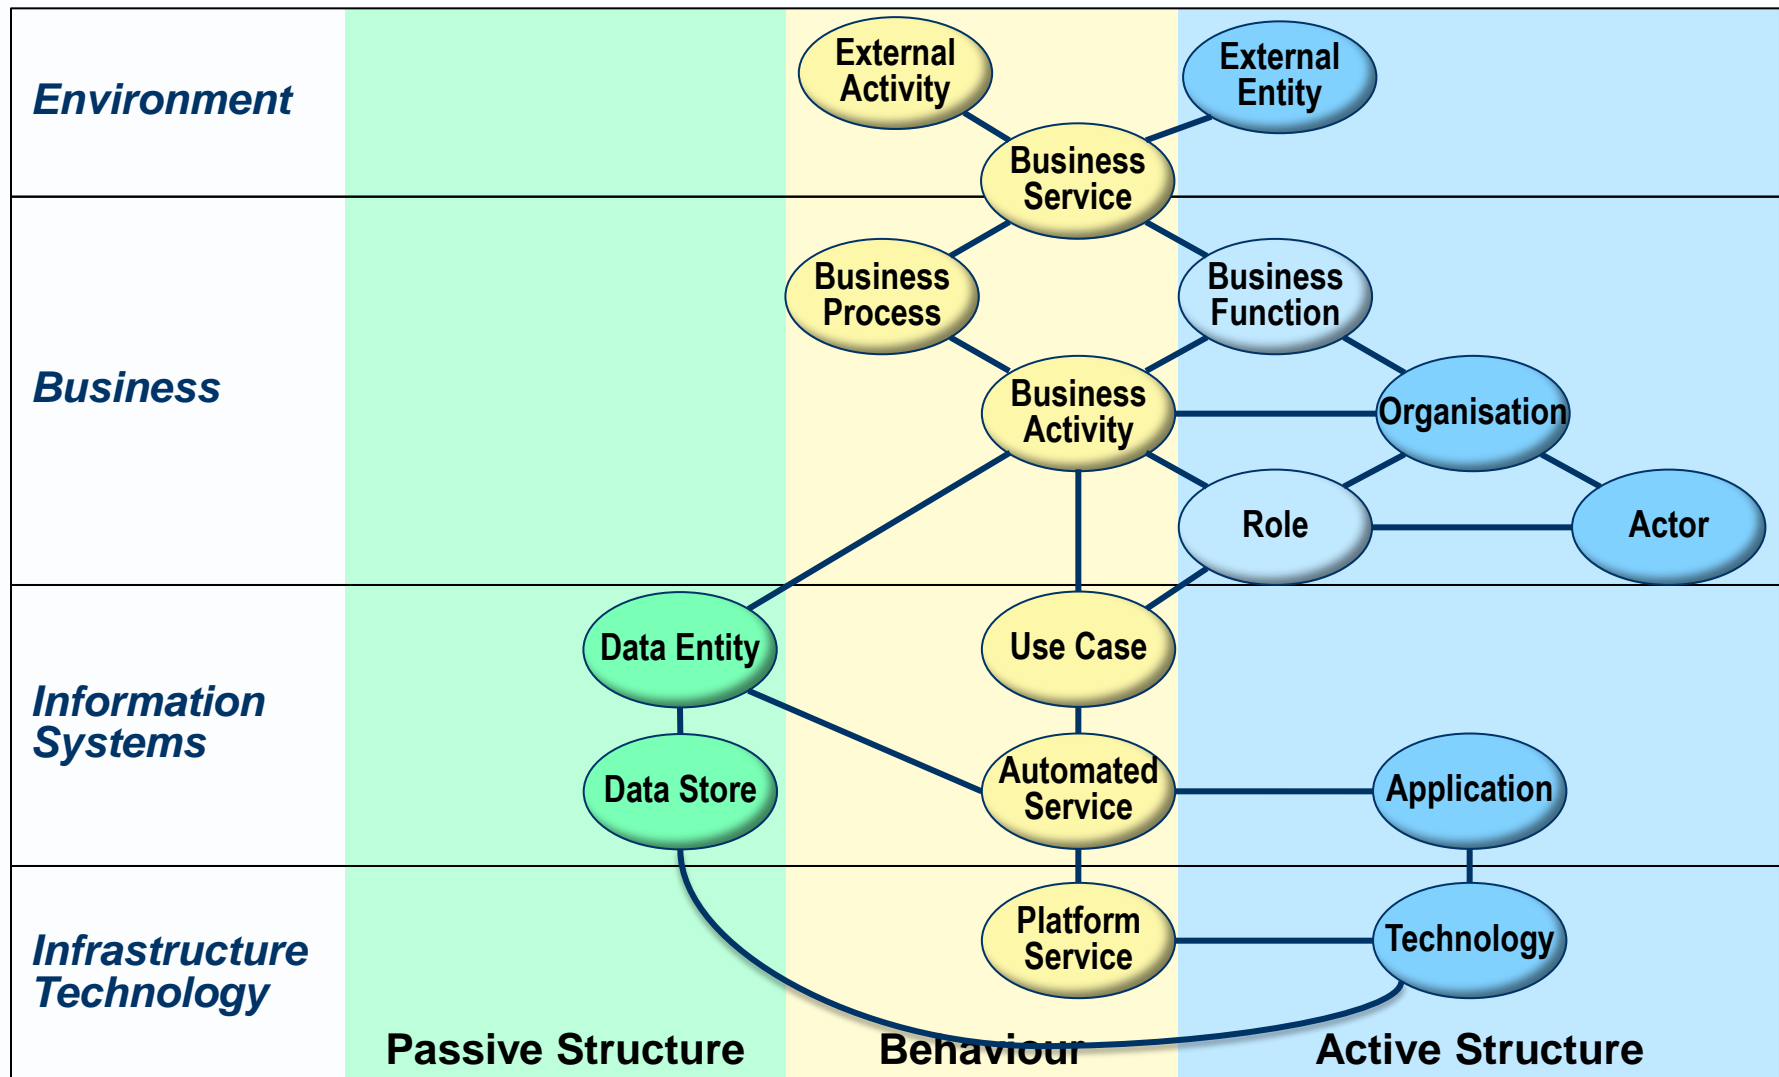 Environment
External
Activity
External
Entity
Business
Service
Business
Business
Process
Business
Function
Business
Activity
Organisation
Role
Actor
Information
Systems
Data Entity
Use Case
Data Store
Automated
Service
Application
Infrastructure
Technology
Platform
Service
Technology
Passive Structure
Behaviour
Active Structure